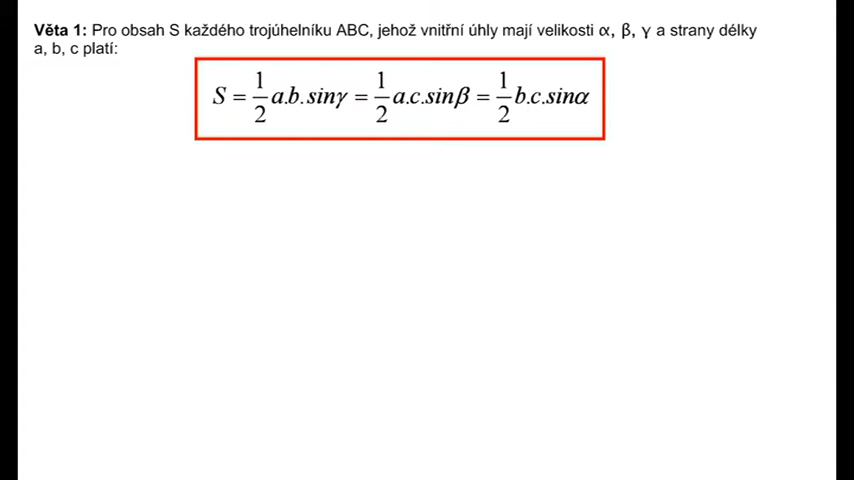 Věta 1: Pro obsah S každého trojúhelníku ABC, jehož vnitřní úhly mají velikosti α, β, γ a strany délky
a, b, c platí:
S = 1/2 a.b. sinγ = 1/2 a.c.sinβ = 1/2 b.c.sinα